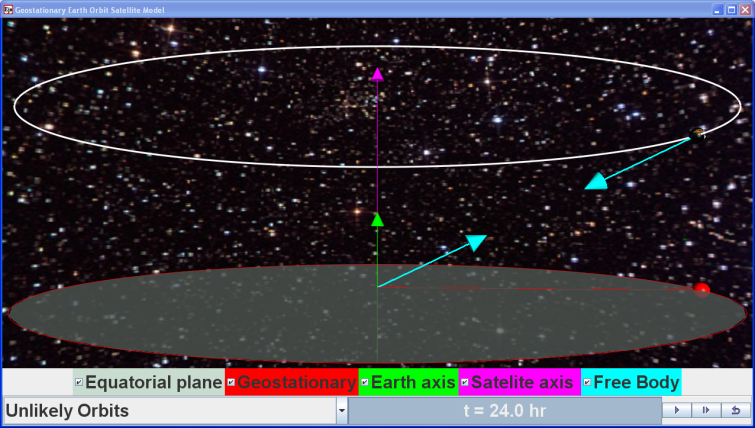 Geostationary Earth Orbit Satellite Model
Equatorial plane Geostationary Earth axis Satelite axis Free Body
Unlikely Orbits t = 24.0 hr